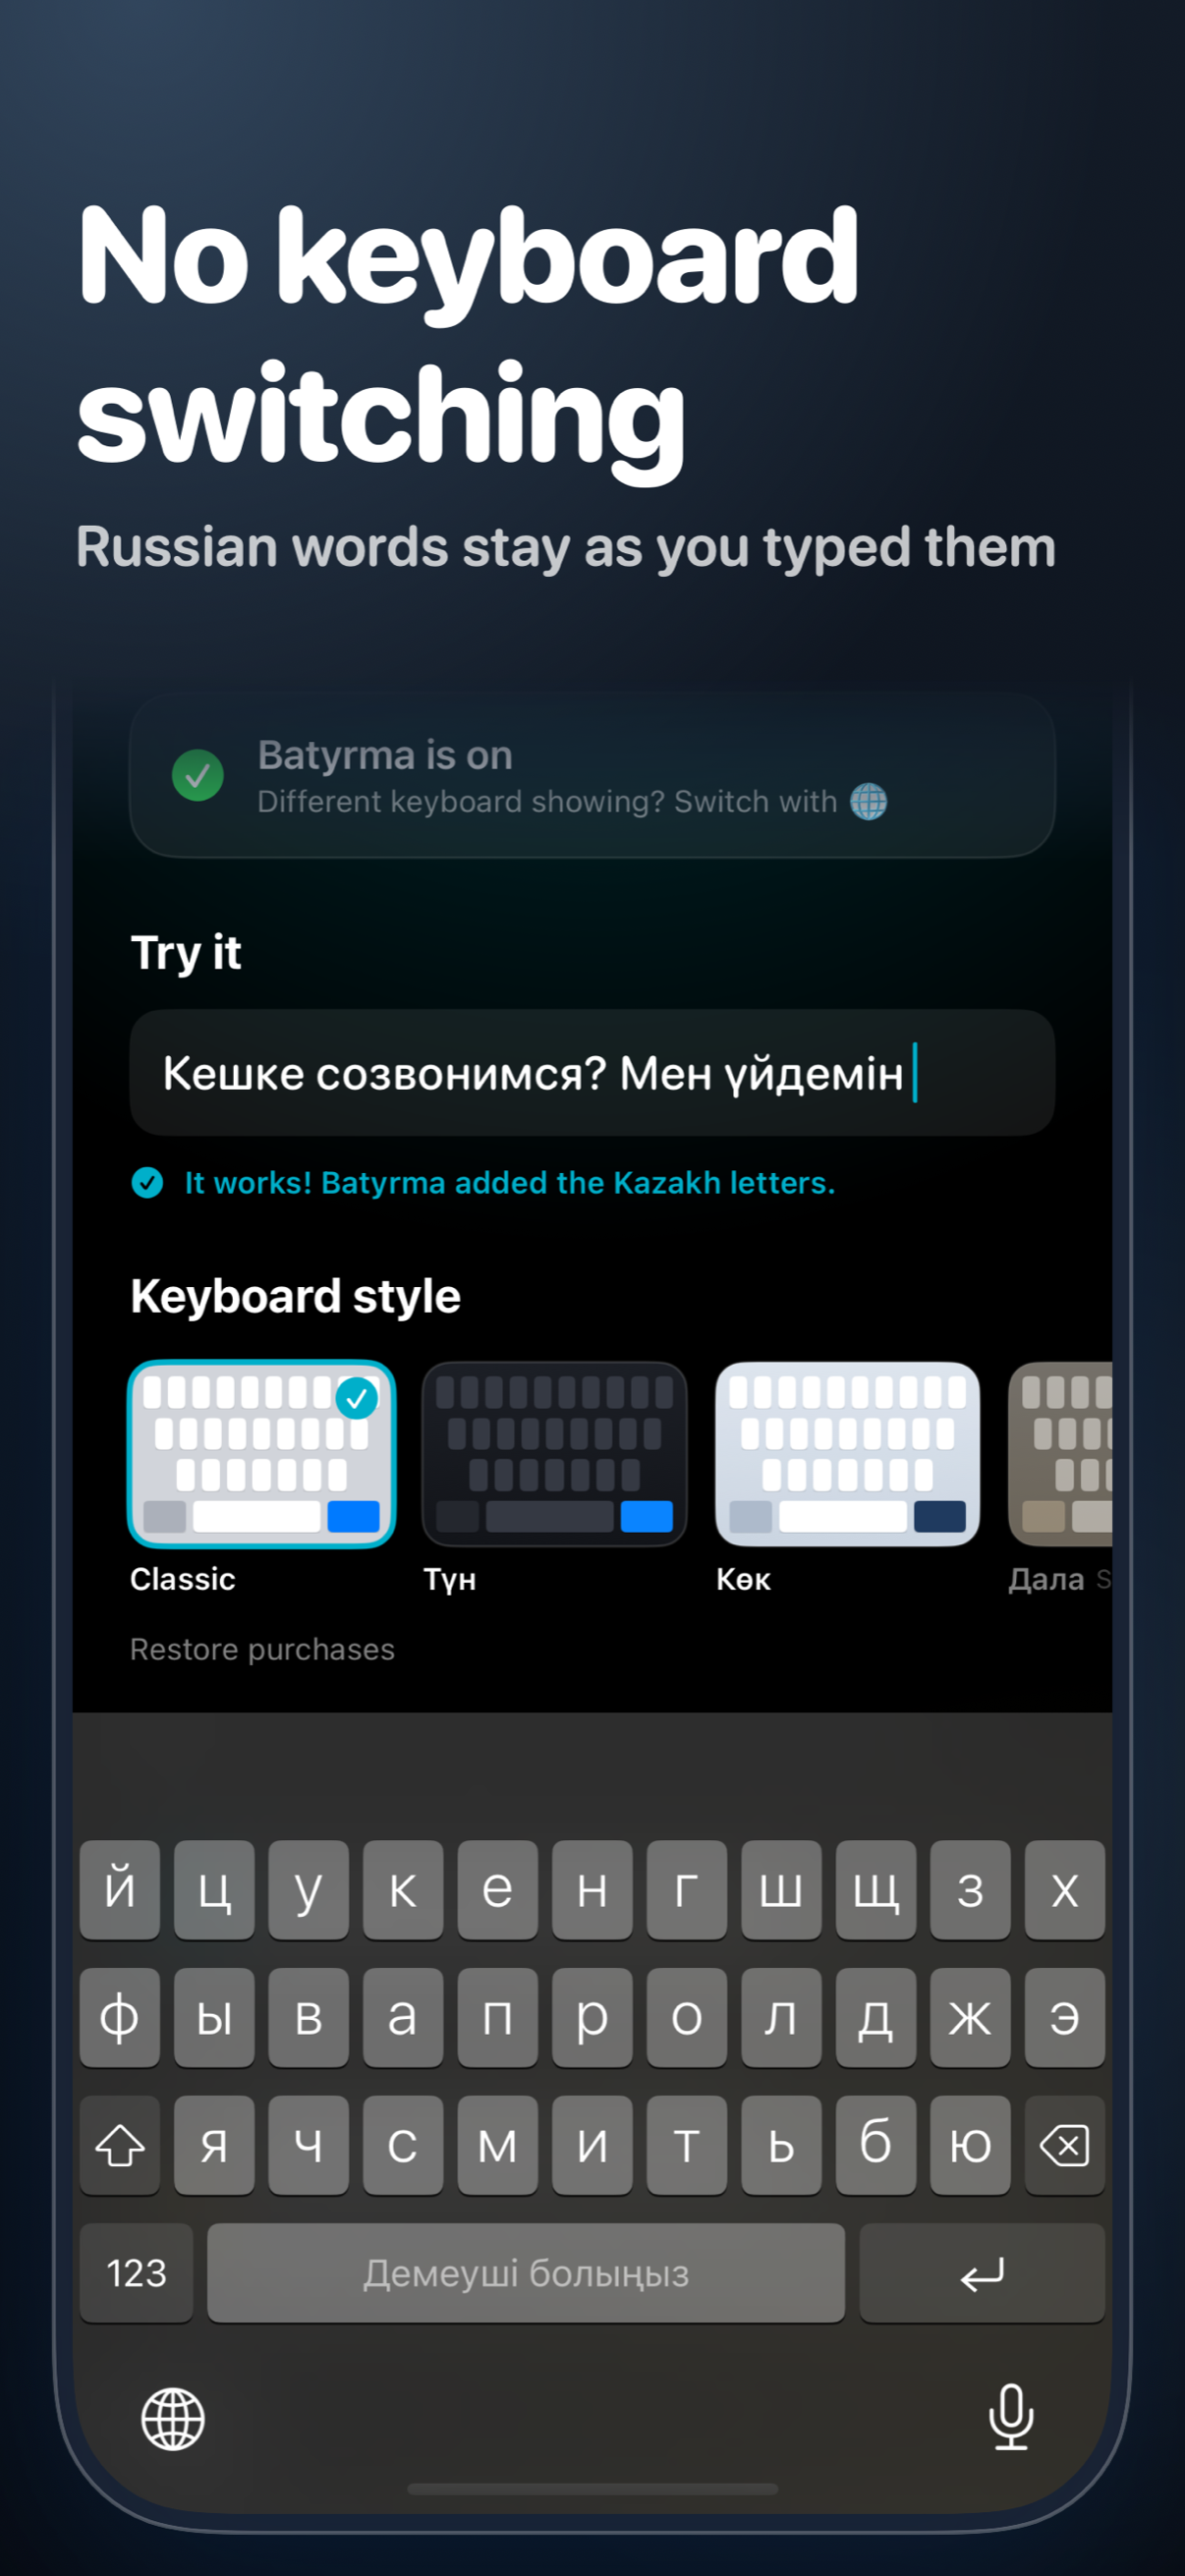 No keyboard
switching
Russian words stay as you typed them
Batyrma is on
Different keyboard showing? Switch with 🌐
Try it
Кешке созвонимся? Мен үйдемін
It works! Batyrma added the Kazakh letters.
Keyboard style
Classic
Түн
Көк
Дала
Restore purchases
й ц у к е н г ш щ з х
ф ы в а п р о л д ж э
я ч с м и т ь б ю
123
Демеуші болыңыз